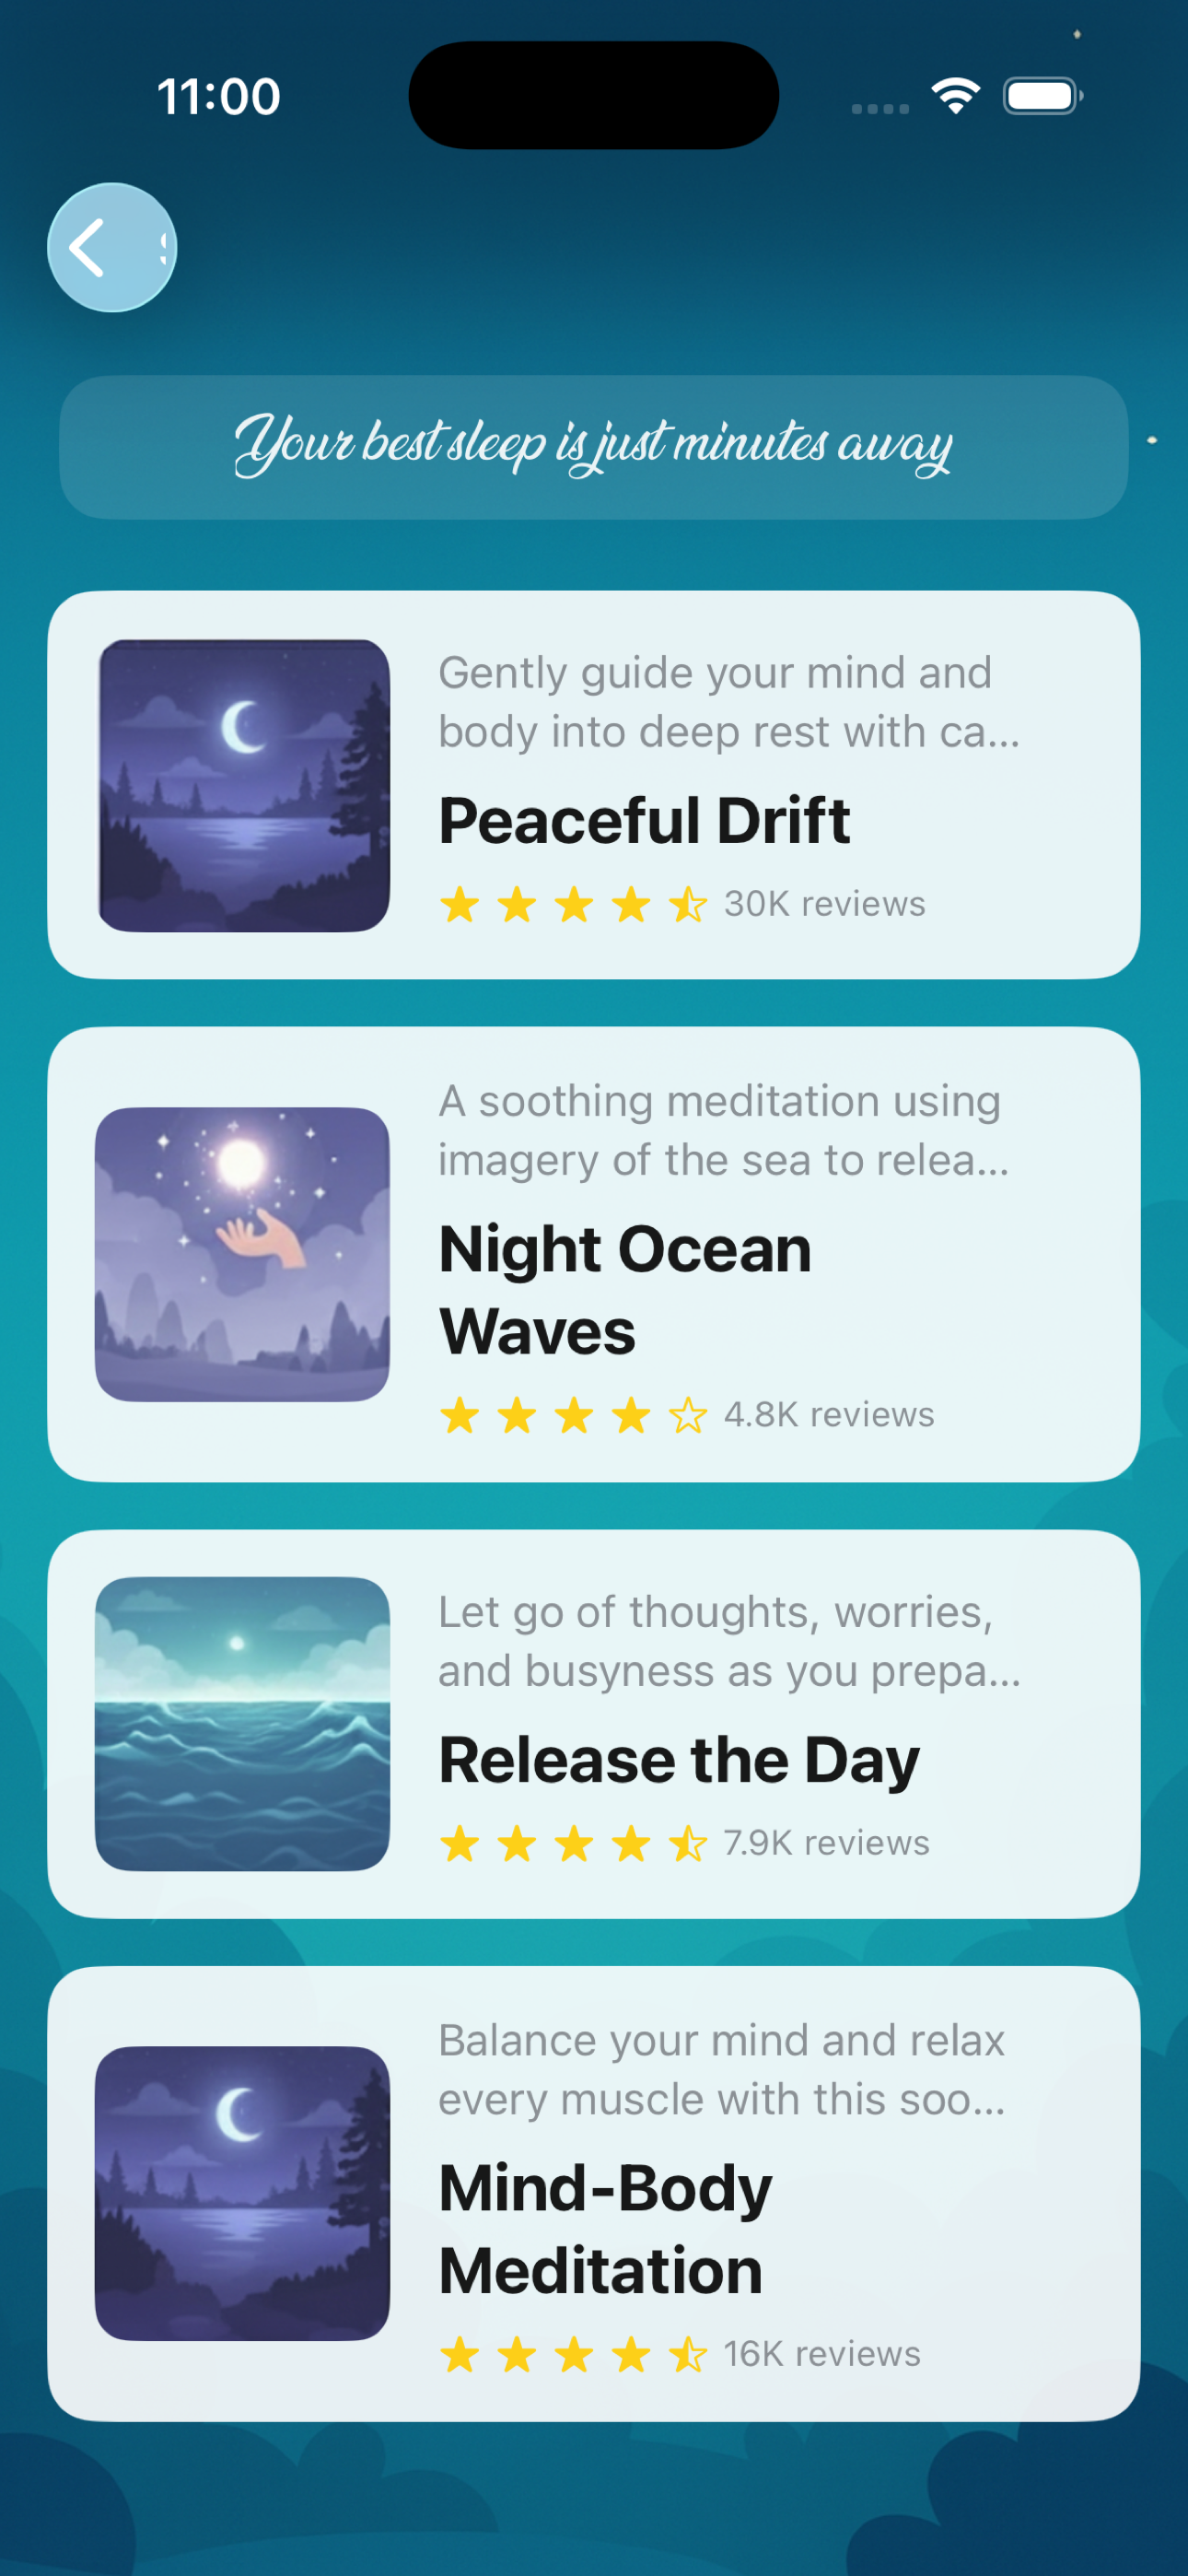 11:00
Your best sleep is just minutes away
Gently guide your mind and
body into deep rest with ca...
Peaceful Drift
30K reviews
A soothing meditation using
imagery of the sea to relea...
Night Ocean
Waves
4.8K reviews
Let go of thoughts, worries,
and busyness as you prepa...
Release the Day
7.9K reviews
Balance your mind and relax
every muscle with this soo...
Mind-Body
Meditation
16K reviews